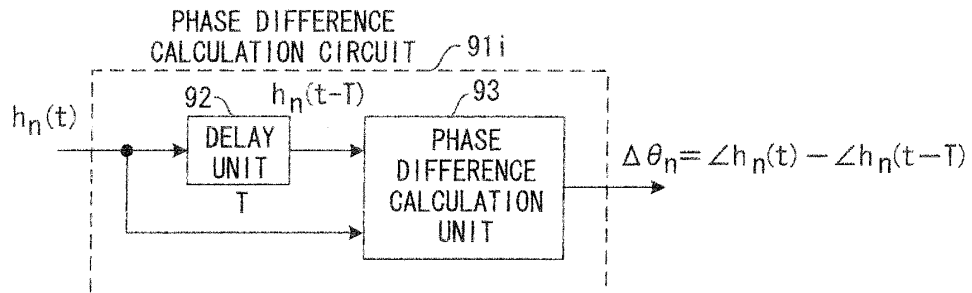 PHASE DIFFERENCE
CALCULATION CIRCUIT
91i
hn(t)
92
hn(t-T)
93
DELAY
UNIT
T
PHASE
DIFFERENCE
CALCULATION
UNIT
Δθn=∠hn(t)-∠hn(t-T)